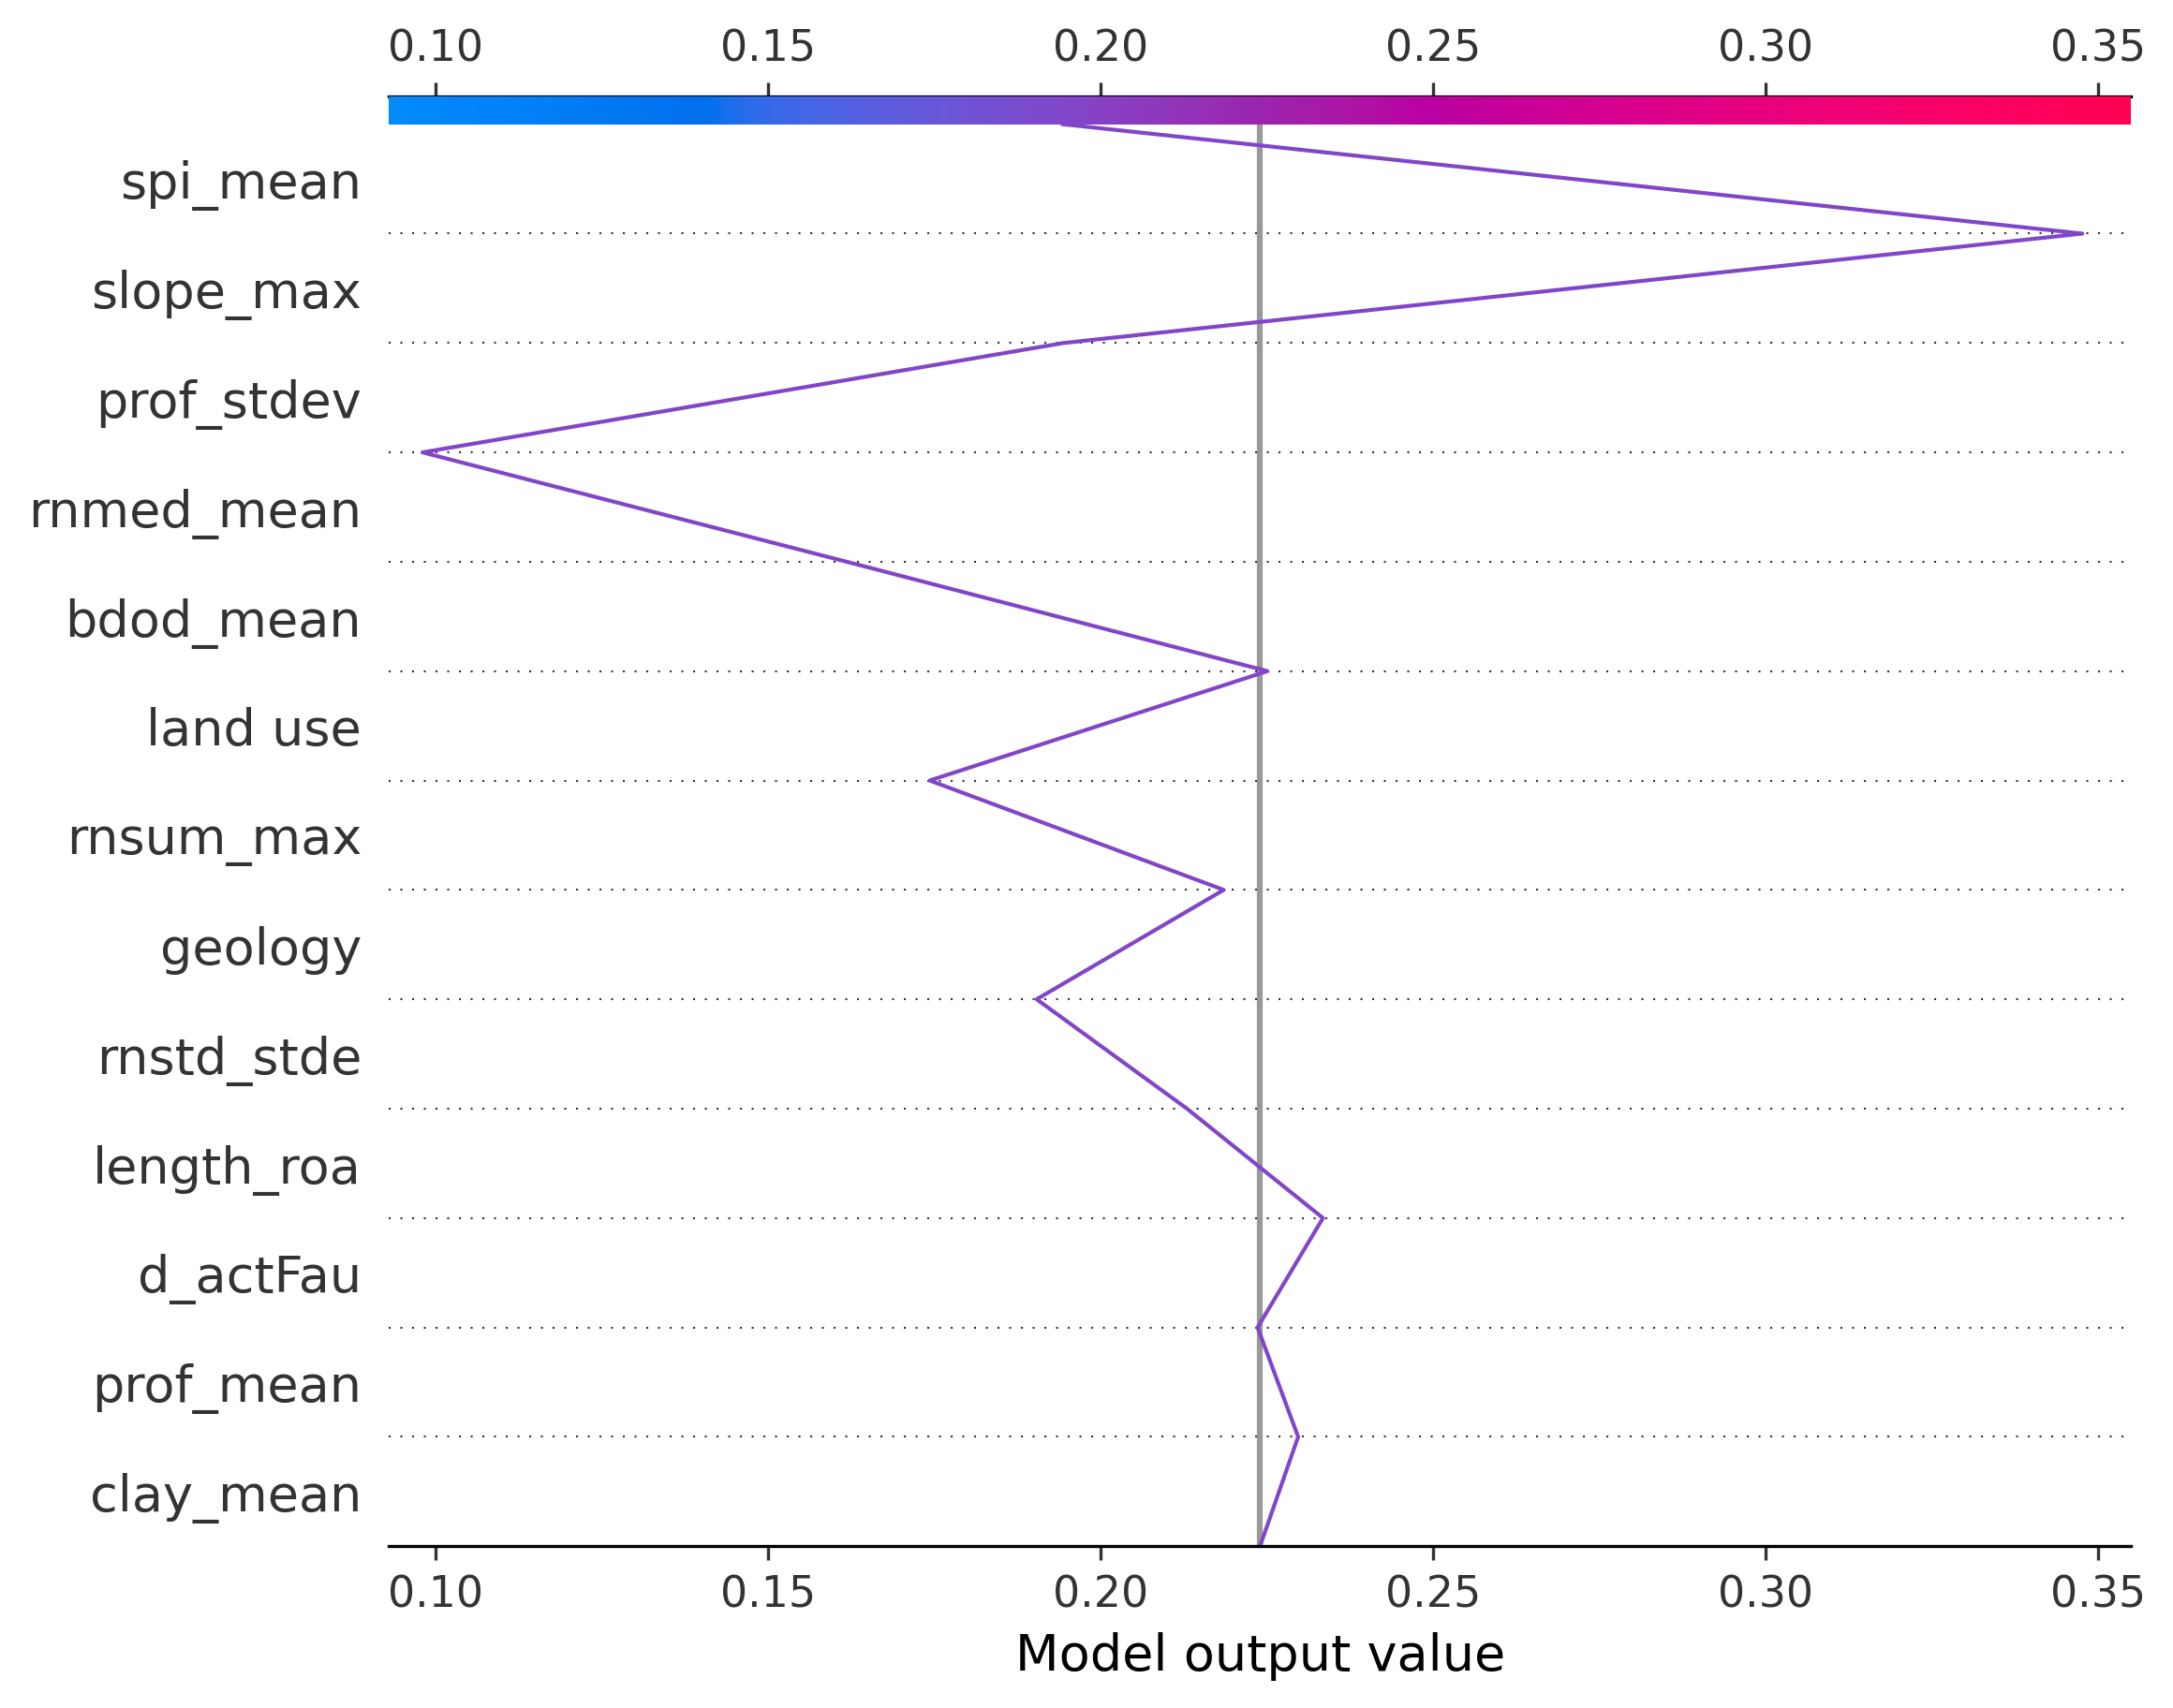 0.10 0.15 0.20 0.25 0.30 0.35
spi_mean
slope_max
prof_stdev
rnmed_mean
bdod_mean
land use
rnsum_max
geology
rnstd_stde
length_roa
d_actFau
prof_mean
clay_mean
0.10 0.15 0.20 0.25 0.30 0.35
Model output value